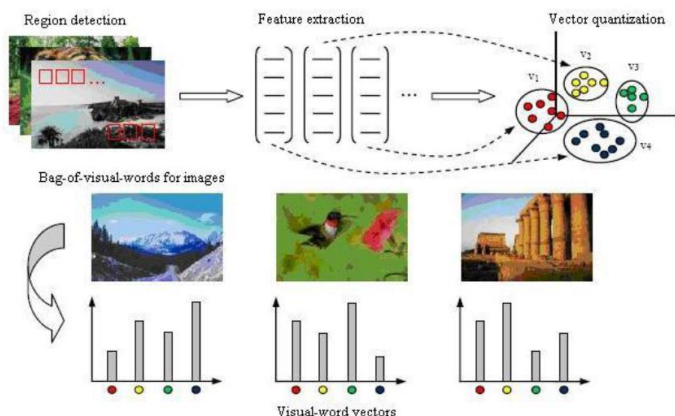 Region detection
Feature extraction
Vector quantization
...
...
v1
v2
v3
v4
Bag-of-visual-words for images
Visual-word vectors